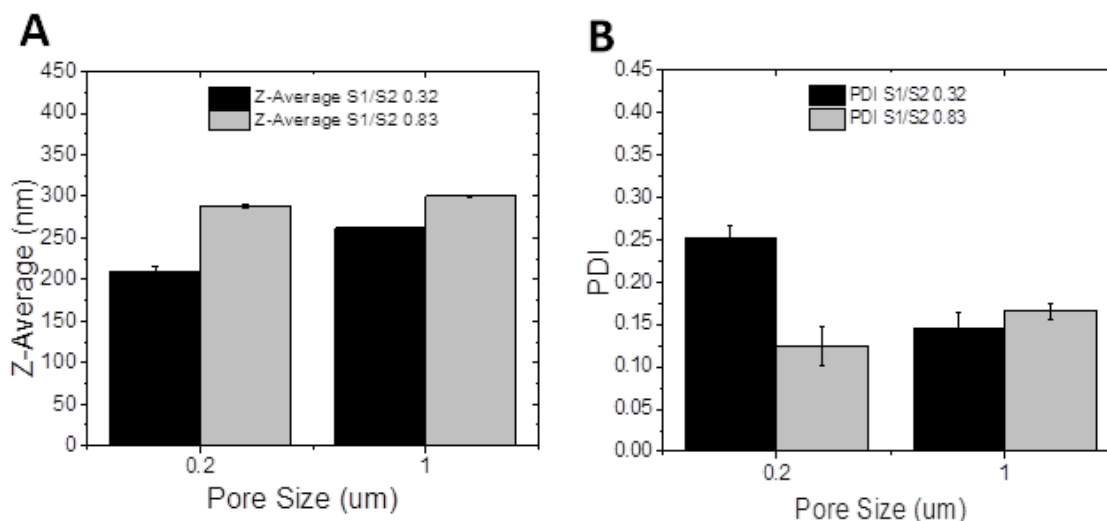 A
450
400
350
300
250
200
150
100
50
0
Z-Average (nm)
Z-Average S1/S2 0.32
Z-Average S1/S2 0.83
0.2
1
Pore Size (um)
B
0.45
0.40
0.35
0.30
0.25
0.20
0.15
0.10
0.05
0.00
PDI
PDI S1/S2 0.32
PDI S1/S2 0.83
0.2
1
Pore Size (um)